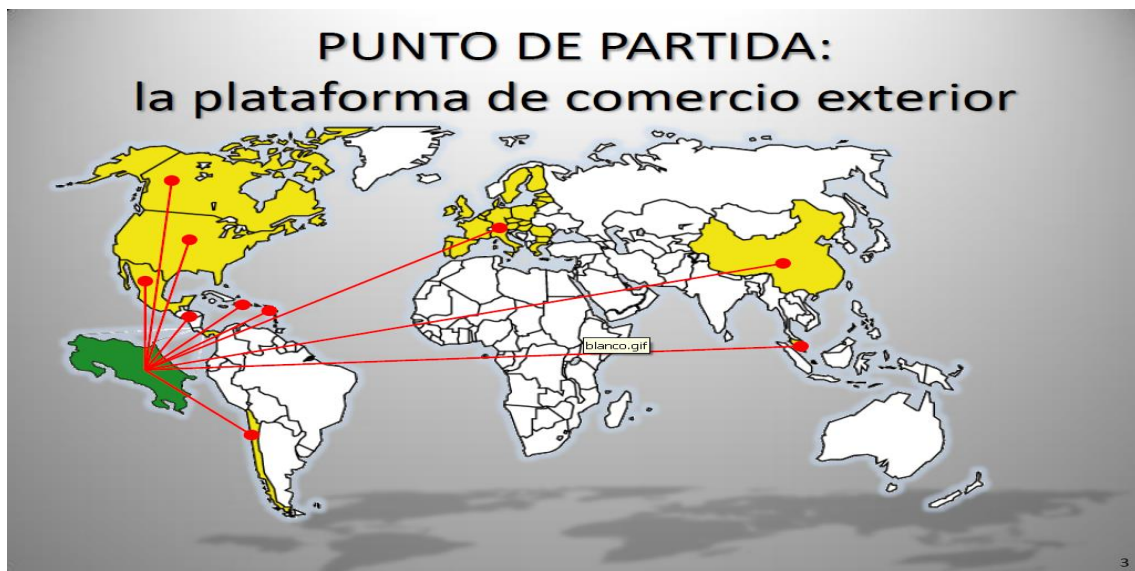 PUNTO DE PARTIDA:
la plataforma de comercio exterior
blanco.gif
3